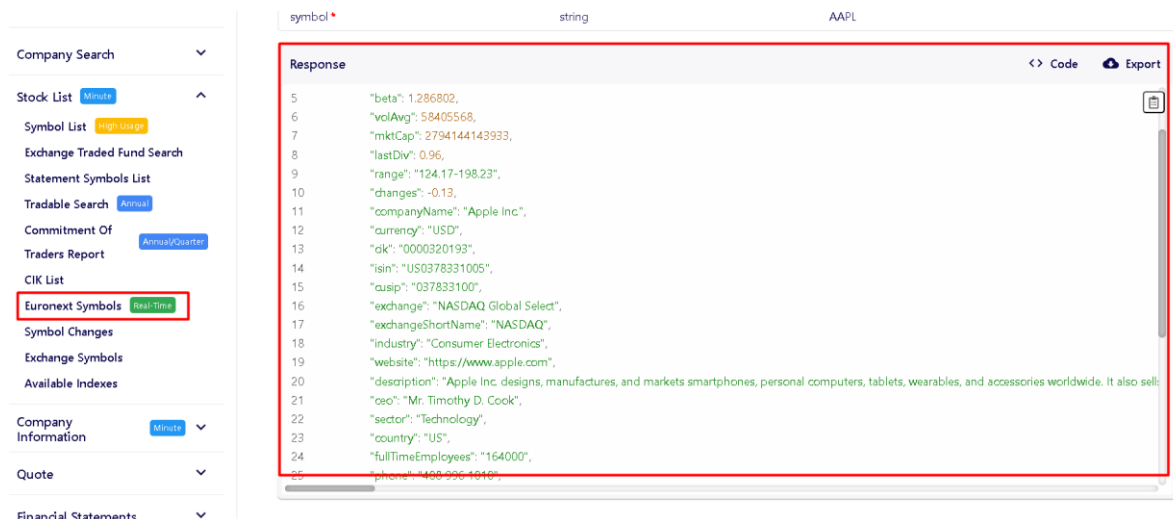 symbol * string AAPL
Company Search
Stock List Minute
Symbol List High Usage
Exchange Traded Fund Search
Statement Symbols List
Tradable Search Annual
Commitment Of
Traders Report Annual/Quarter
CIK List
Euronext Symbols Real-Time
Symbol Changes
Exchange Symbols
Available Indexes
Company
Information Minute
Quote
Financial Statements
Response <> Code Export
5 "beta": 1.286802,
6 "volAvg": 58405568,
7 "mktCap": 2794144143933,
8 "lastDiv": 0.96,
9 "range": "124.17-198.23",
10 "changes": -0.13,
11 "companyName": "Apple Inc.",
12 "currency": "USD",
13 "cik": "0000320193",
14 "isin": "US0378331005",
15 "cusip": "037833100",
16 "exchange": "NASDAQ Global Select",
17 "exchangeShortName": "NASDAQ",
18 "industry": "Consumer Electronics",
19 "website": "https://www.apple.com",
20 "description": "Apple Inc. designs, manufactures, and markets smartphones, personal computers, tablets, wearables, and accessories worldwide. It also sells
21 "ceo": "Mr. Timothy D. Cook",
22 "sector": "Technology",
23 "country": "US",
24 "fullTimeEmployees": "164000",
25 "phone": "408 996 1010",